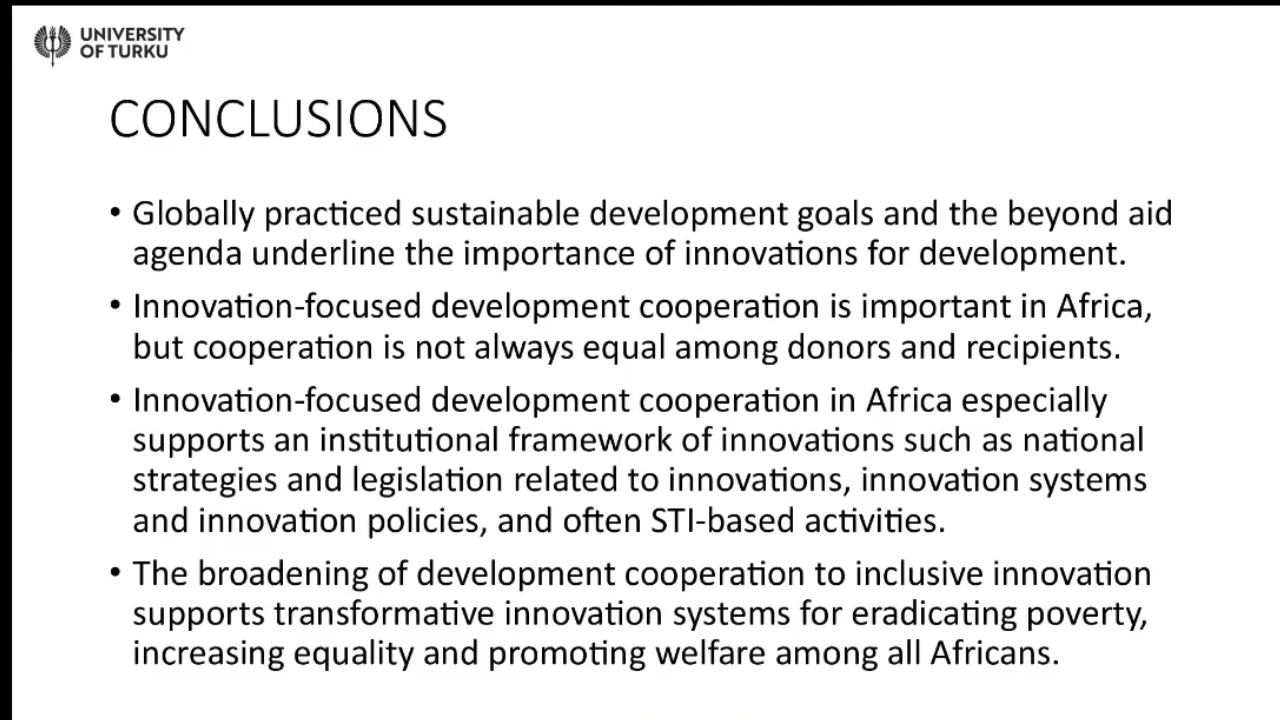 UNIVERSITY
OF TURKU
CONCLUSIONS
• Globally practiced sustainable development goals and the beyond aid
agenda underline the importance of innovations for development.
• Innovation-focused development cooperation is important in Africa,
but cooperation is not always equal among donors and recipients.
• Innovation-focused development cooperation in Africa especially
supports an institutional framework of innovations such as national
strategies and legislation related to innovations, innovation systems
and innovation policies, and often STI-based activities.
• The broadening of development cooperation to inclusive innovation
supports transformative innovation systems for eradicating poverty,
increasing equality and promoting welfare among all Africans.